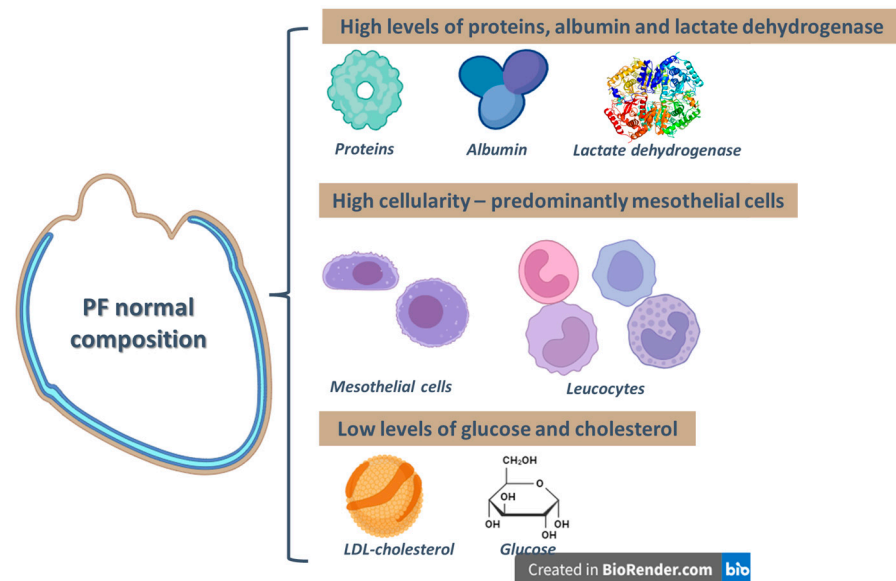 High levels of proteins, albumin and lactate dehydrogenase
Proteins
Albumin
Lactate dehydrogenase
High cellularity – predominantly mesothelial cells
PF normal
composition
Mesothelial cells
Leucocytes
Low levels of glucose and cholesterol
CH₂OH
O
OH
OH
OH
OH
OH
LDL-cholesterol
Glucose
Created in BioRender.com
bio